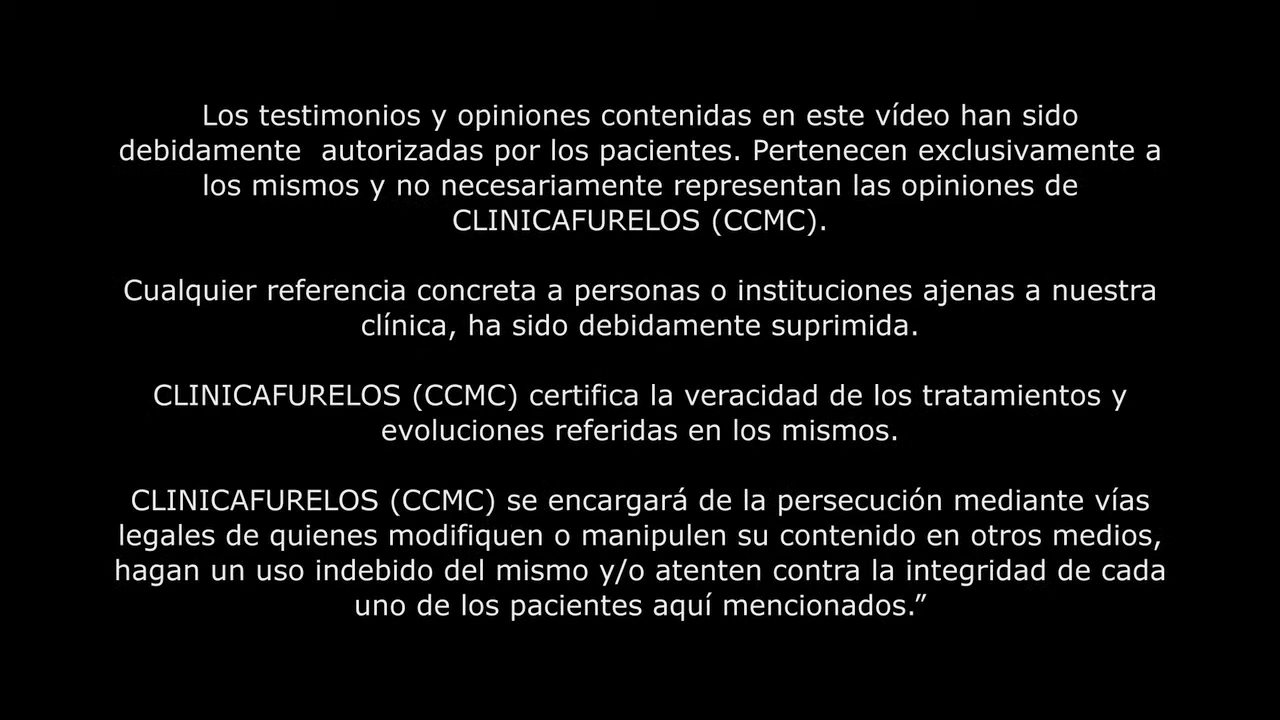 Los testimonios y opiniones contenidas en este vídeo han sido
debidamente  autorizadas por los pacientes. Pertenecen exclusivamente a
los mismos y no necesariamente representan las opiniones de
CLINICAFURELOS (CCMC).
Cualquier referencia concreta a personas o instituciones ajenas a nuestra
clínica, ha sido debidamente suprimida.
CLINICAFURELOS (CCMC) certifica la veracidad de los tratamientos y
evoluciones referidas en los mismos.
CLINICAFURELOS (CCMC) se encargará de la persecución mediante vías
legales de quienes modifiquen o manipulen su contenido en otros medios,
hagan un uso indebido del mismo y/o atenten contra la integridad de cada
uno de los pacientes aquí mencionados.”